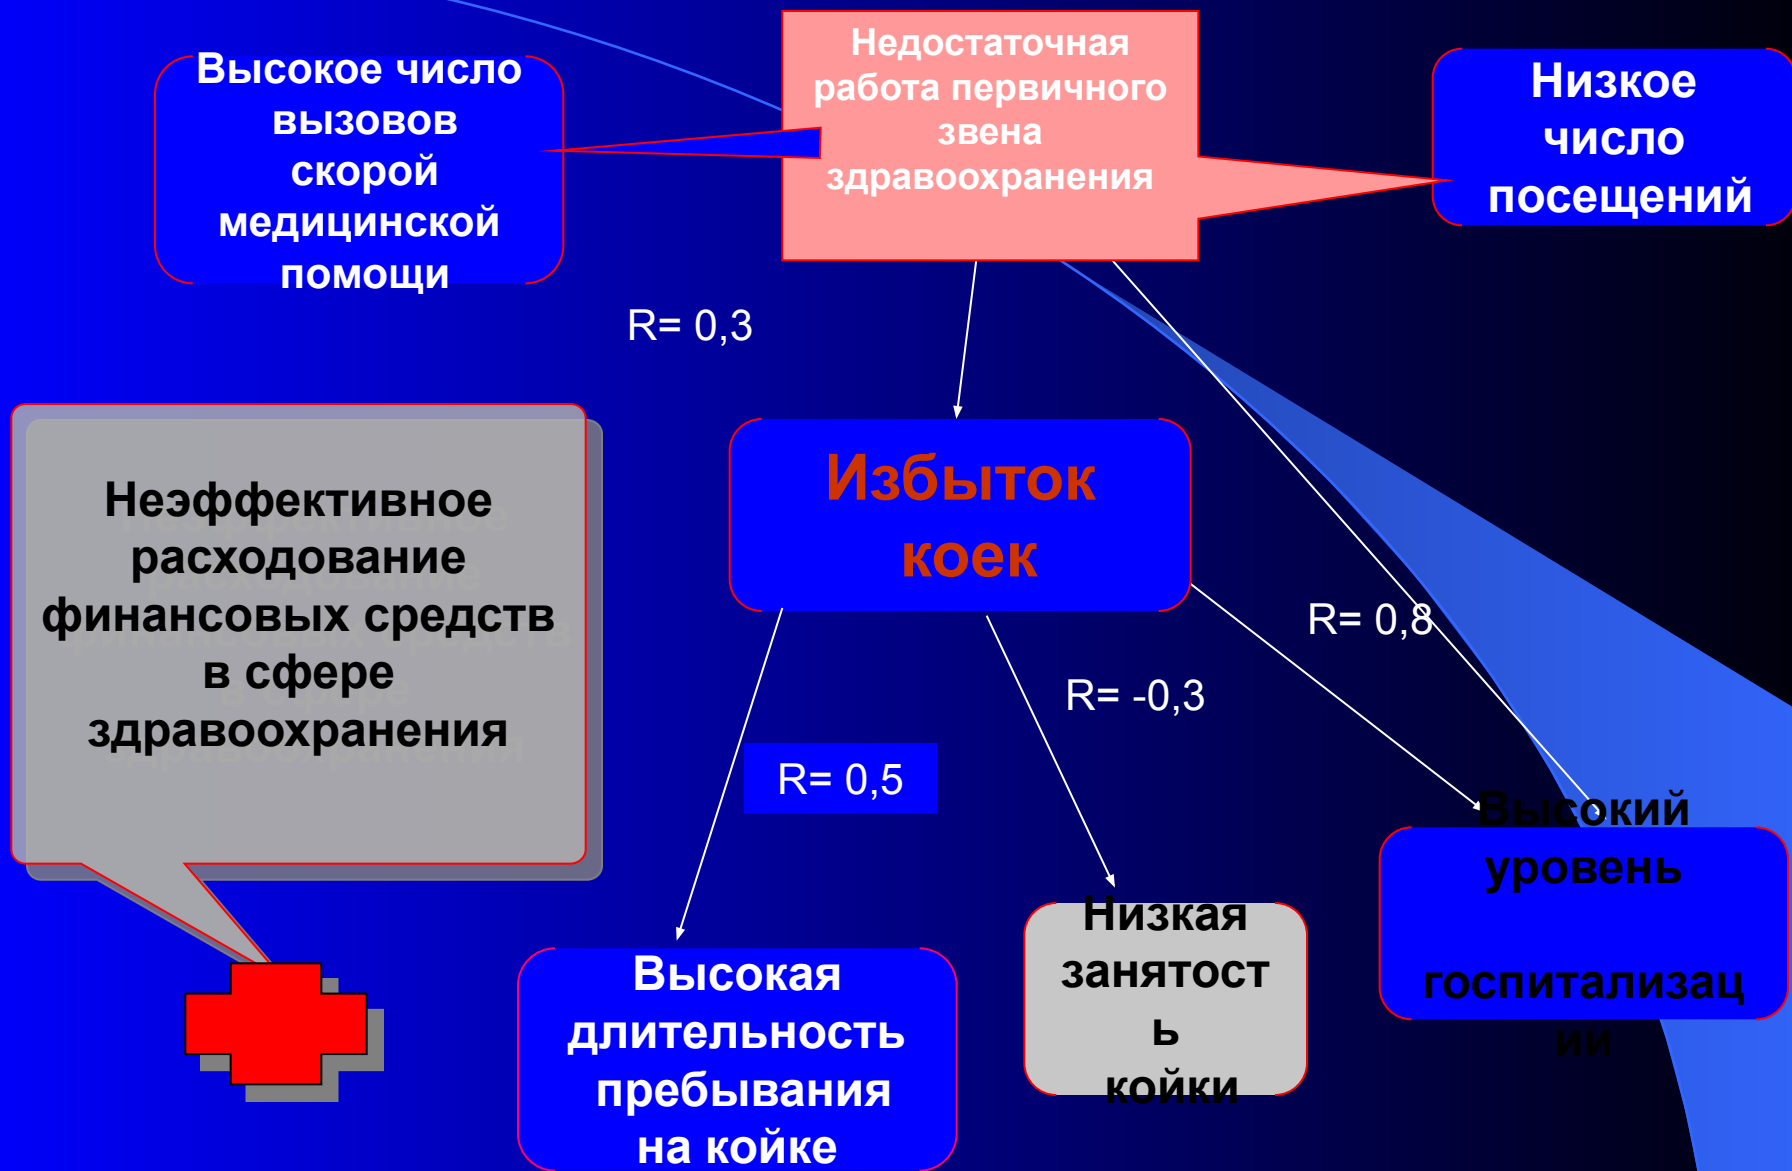 Недостаточная
работа первичного
звена
здравоохранения
Высокое число
вызовов
скорой
медицинской
помощи
Низкое
число
посещений
R= 0,3
Избыток
коек
Неэффективное
расходование
финансовых средств
в сфере
здравоохранения
R= 0,8
R= -0,3
R= 0,5
Высокий
уровень
госпитализац
ии
Низкая
занятост
ь
койки
Высокая
длительность
пребывания
на койке